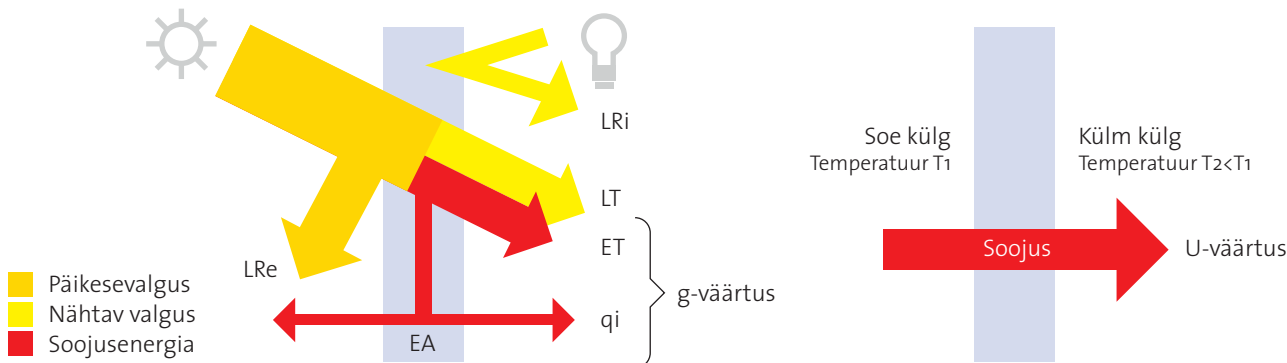 LRi
LT
ET
LRe
g-väärtus
qi
EA
Päikesevalgus
Nähtav valgus
Soojusenergia
Soe külg
Temperatuur T1
Külm külg
Temperatuur T2<T1
Soojus
U-väärtus